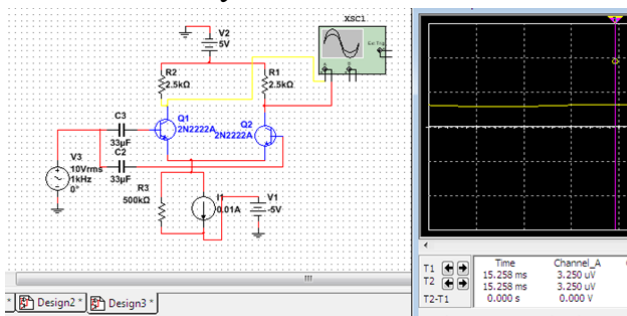 XSC1
V2
5V
Ext Trig
R2
2.5kΩ
R1
2.5kΩ
C3
33µF
Q1
2N2222A
Q2
2N2222A
C2
33µF
V3
10Vrms
1kHz
0°
R3
500kΩ
I1
0.01A
V1
-5V
Design2 *
Design3 *
Time Channel_A
T1 15.258 ms 3.250 uV
T2 15.258 ms 3.250 uV
T2-T1 0.000 s 0.000 V